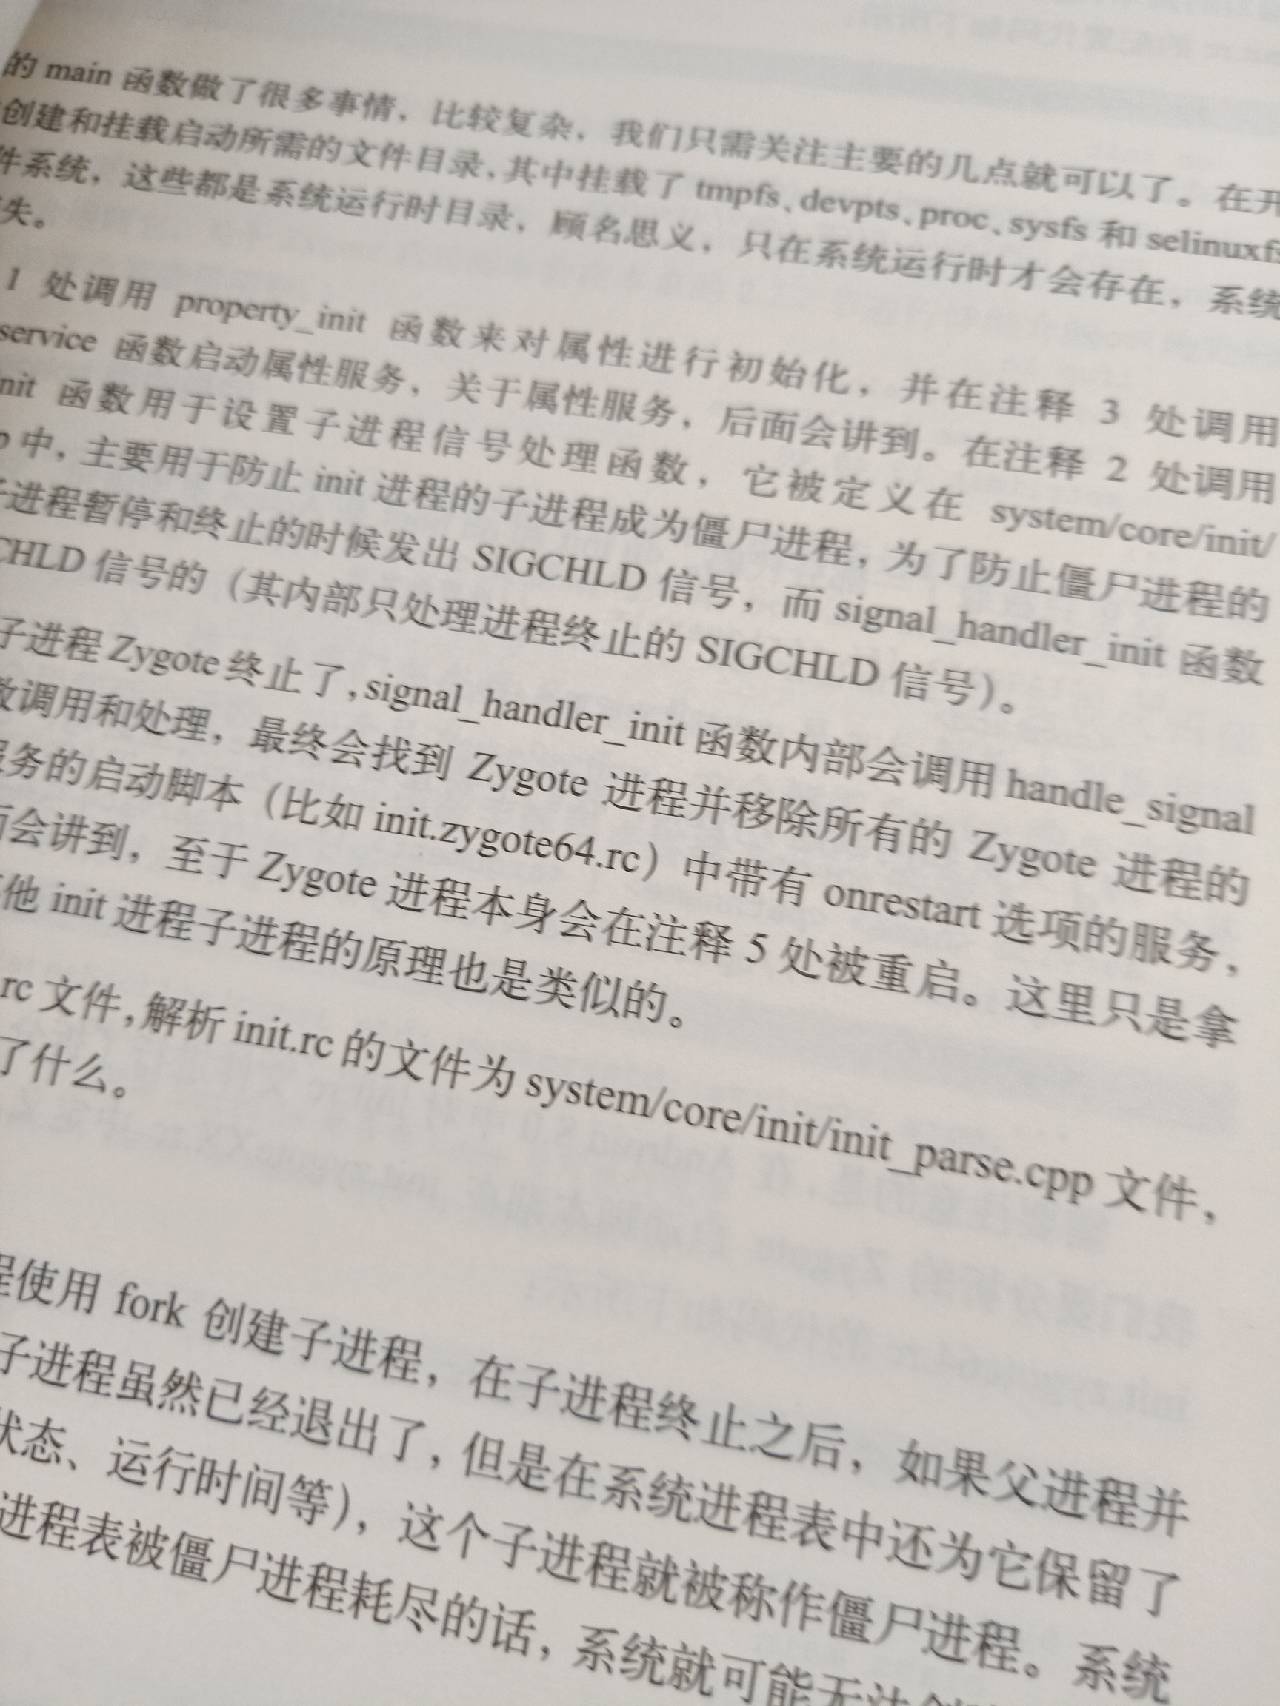 的 main 函数做了很多事情，比较复杂，我们只需关注主要的几点就可以了。在开
创建和挂载启动所需的文件目录，其中挂载了 tmpfs、devpts、proc、sysfs 和 selinuxfs
件系统，这些都是系统运行时目录，顾名思义，只在系统运行时才会存在，系统
失。
1 处调用 property_init 函数来对属性进行初始化，并在注释 3 处调用
service 函数启动属性服务，关于属性服务，后面会讲到。在注释 2 处调用
init 函数用于设置子进程信号处理函数，它被定义在 system/core/init/
p 中，主要用于防止 init 进程的子进程成为僵尸进程，为了防止僵尸进程的
子进程暂停和终止的时候发出 SIGCHLD 信号，而 signal_handler_init 函数
CHLD 信号的（其内部只处理进程终止的 SIGCHLD 信号）。
子进程 Zygote 终止了，signal_handler_init 函数内部会调用 handle_signal
数调用和处理，最终会找到 Zygote 进程并移除所有的 Zygote 进程的
服务的启动脚本（比如 init.zygote64.rc）中带有 onrestart 选项的服务，
面会讲到，至于 Zygote 进程本身会在注释 5 处被重启。这里只是拿
他 init 进程子进程的原理也是类似的。
rc 文件，解析 init.rc 的文件为 system/core/init/init_parse.cpp 文件，
了什么。
程使用 fork 创建子进程，在子进程终止之后，如果父进程并
子进程虽然已经退出了，但是在系统进程表中还为它保留了
状态、运行时间等），这个子进程就被称作僵尸进程。系统
进程表被僵尸进程耗尽的话，系统就可能无法创